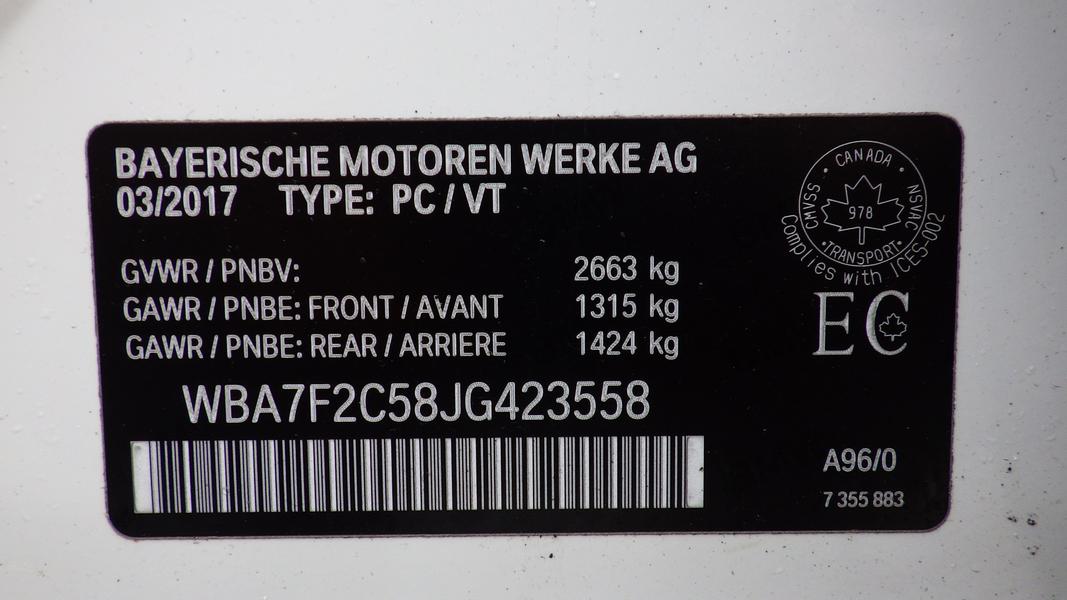 BAYERISCHE MOTOREN WERKE AG
03/2017 TYPE: PC / VT
GVWR / PNBV: 2663 kg
GAWR / PNBE: FRONT / AVANT 1315 kg
GAWR / PNBE: REAR / ARRIERE 1424 kg
WBA7F2C58JG423558
CANADA
CMVSS
NSVAC
978
TRANSPORT
Complies with ICES-002
EC
A96/0
7 355 883